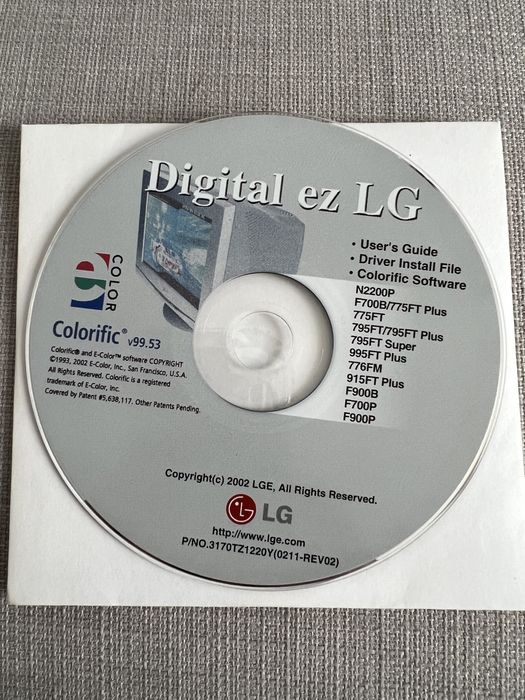 Digital ez LG
• User's Guide
• Driver Install File
• Colorific Software
N2200P
F700B/775FT Plus
775FT
795FT/795FT Plus
795FT Super
995FT Plus
776FM
915FT Plus
F900B
F700P
F900P
COLOR
Colorific® v99.53
Colorific® and E-Color™ software COPYRIGHT
©1993, 2002 E-Color, Inc., San Francisco, U.S.A.
All Rights Reserved. Colorific is a registered
trademark of E-Color, Inc.
Covered by Patent #5,638,117. Other Patents Pending.
Copyright(c) 2002 LGE, All Rights Reserved.
LG
http://www.lge.com
P/NO.3170TZ1220Y(0211-REV02)